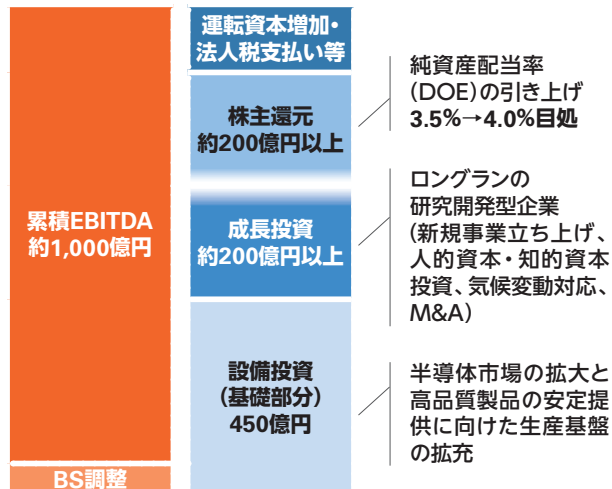 累積EBITDA
約1,000億円
BS調整
運転資本増加・
法人税支払い等
株主還元
約200億円以上
成長投資
約200億円以上
設備投資
(基礎部分)
450億円
純資産配当率
(DOE)の引き上げ
3.5%→4.0%目処
ロングランの
研究開発型企業
(新規事業立ち上げ、
人的資本・知的資本
投資、気候変動対応、
M&A)
半導体市場の拡大と
高品質製品の安定提
供に向けた生産基盤
の拡充